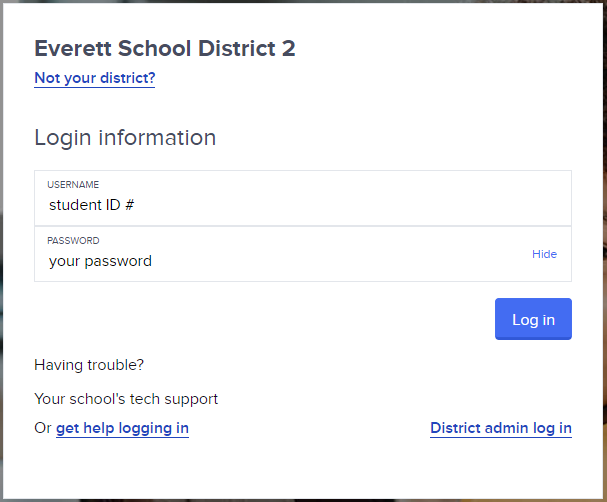 Everett School District 2
Not your district?
Login information
USERNAME
student ID #
PASSWORD
your password
Hide
Log in
Having trouble?
Your school's tech support
Or get help logging in
District admin log in